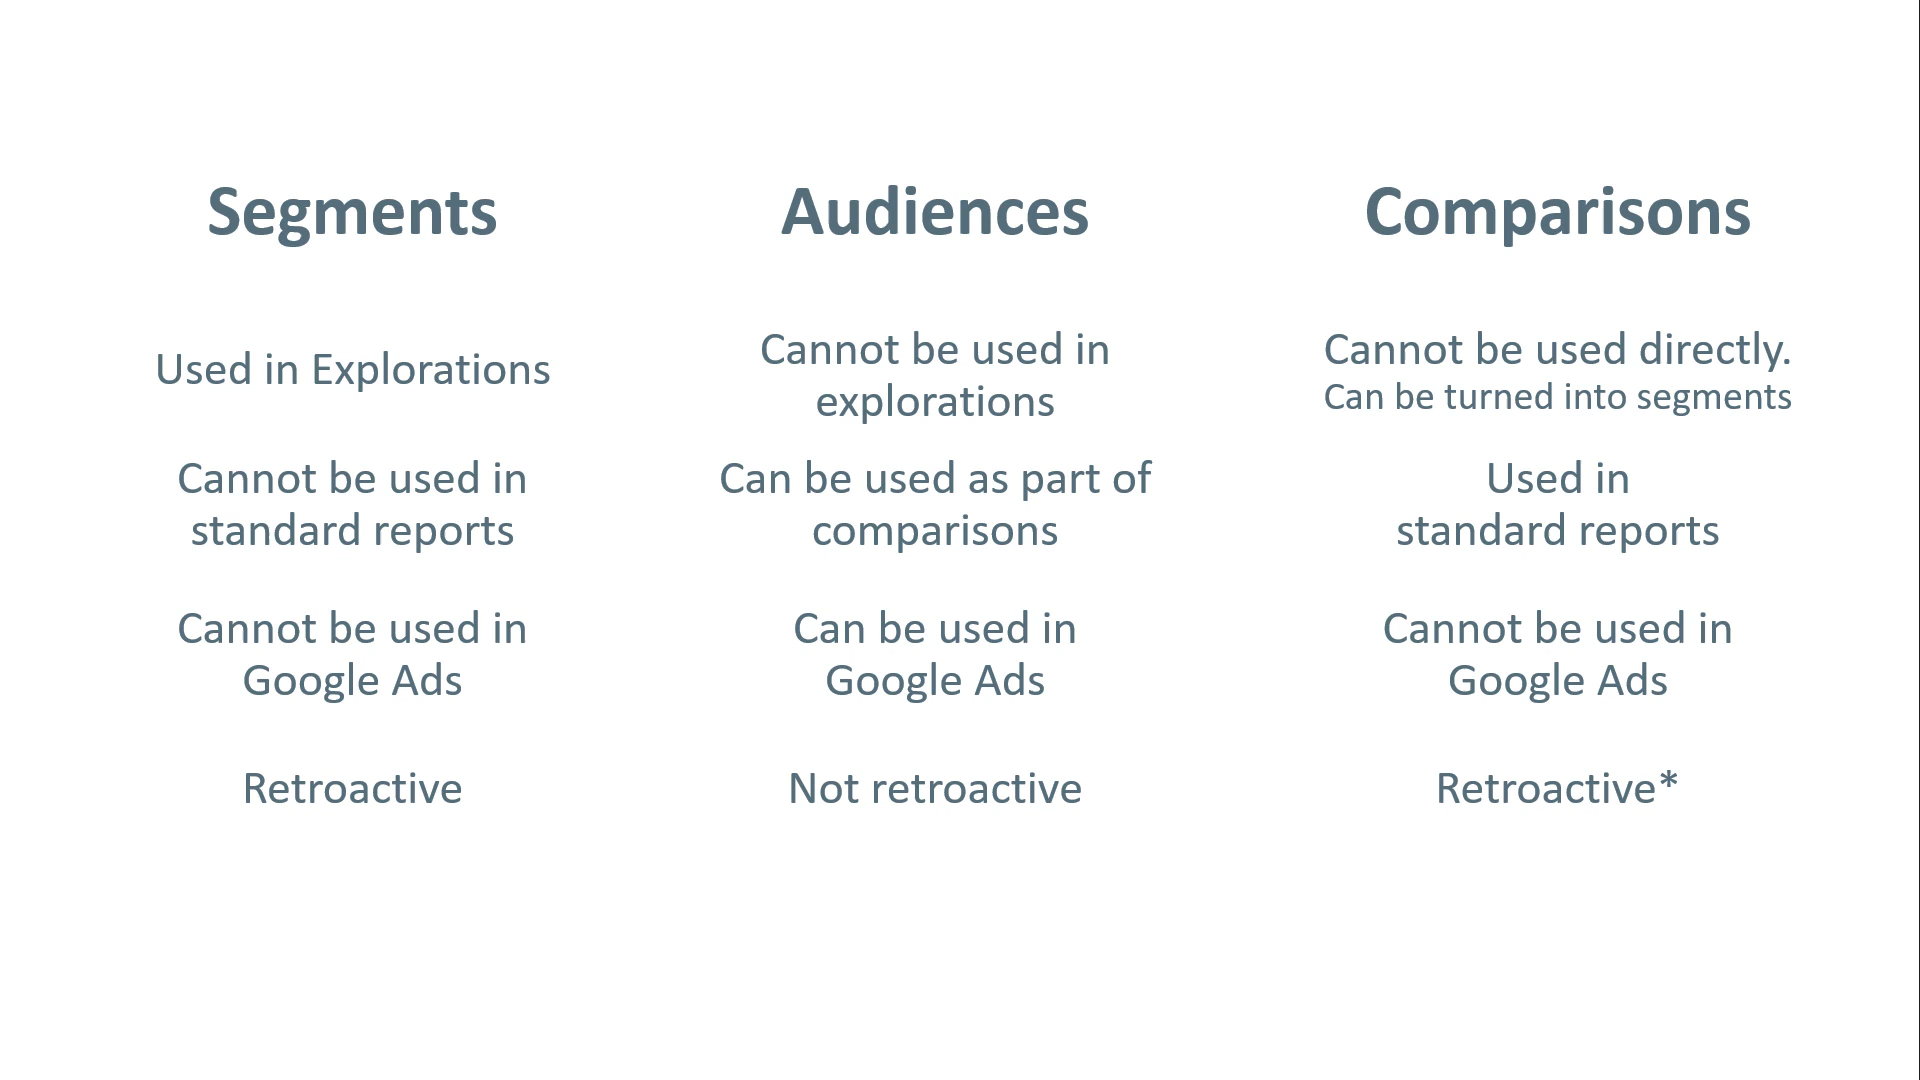 Segments
Audiences
Comparisons
Used in Explorations
Cannot be used in
explorations
Cannot be used directly.
Can be turned into segments
Cannot be used in
standard reports
Can be used as part of
comparisons
Used in
standard reports
Cannot be used in
Google Ads
Can be used in
Google Ads
Cannot be used in
Google Ads
Retroactive
Not retroactive
Retroactive*